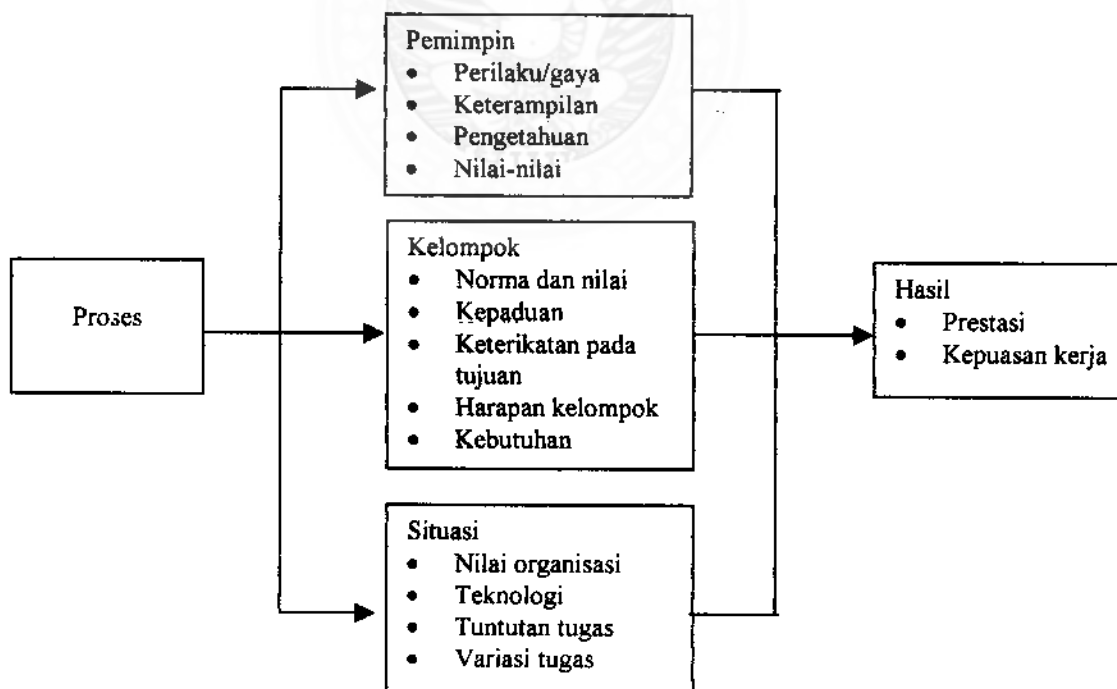 Pemimpin
• Perilaku/gaya
• Keterampilan
• Pengetahuan
• Nilai-nilai
Proses
Kelompok
• Norma dan nilai
• Kepaduan
• Keterikatan pada
tujuan
• Harapan kelompok
• Kebutuhan
Situasi
• Nilai organisasi
• Teknologi
• Tuntutan tugas
• Variasi tugas
Hasil
• Prestasi
• Kepuasan kerja